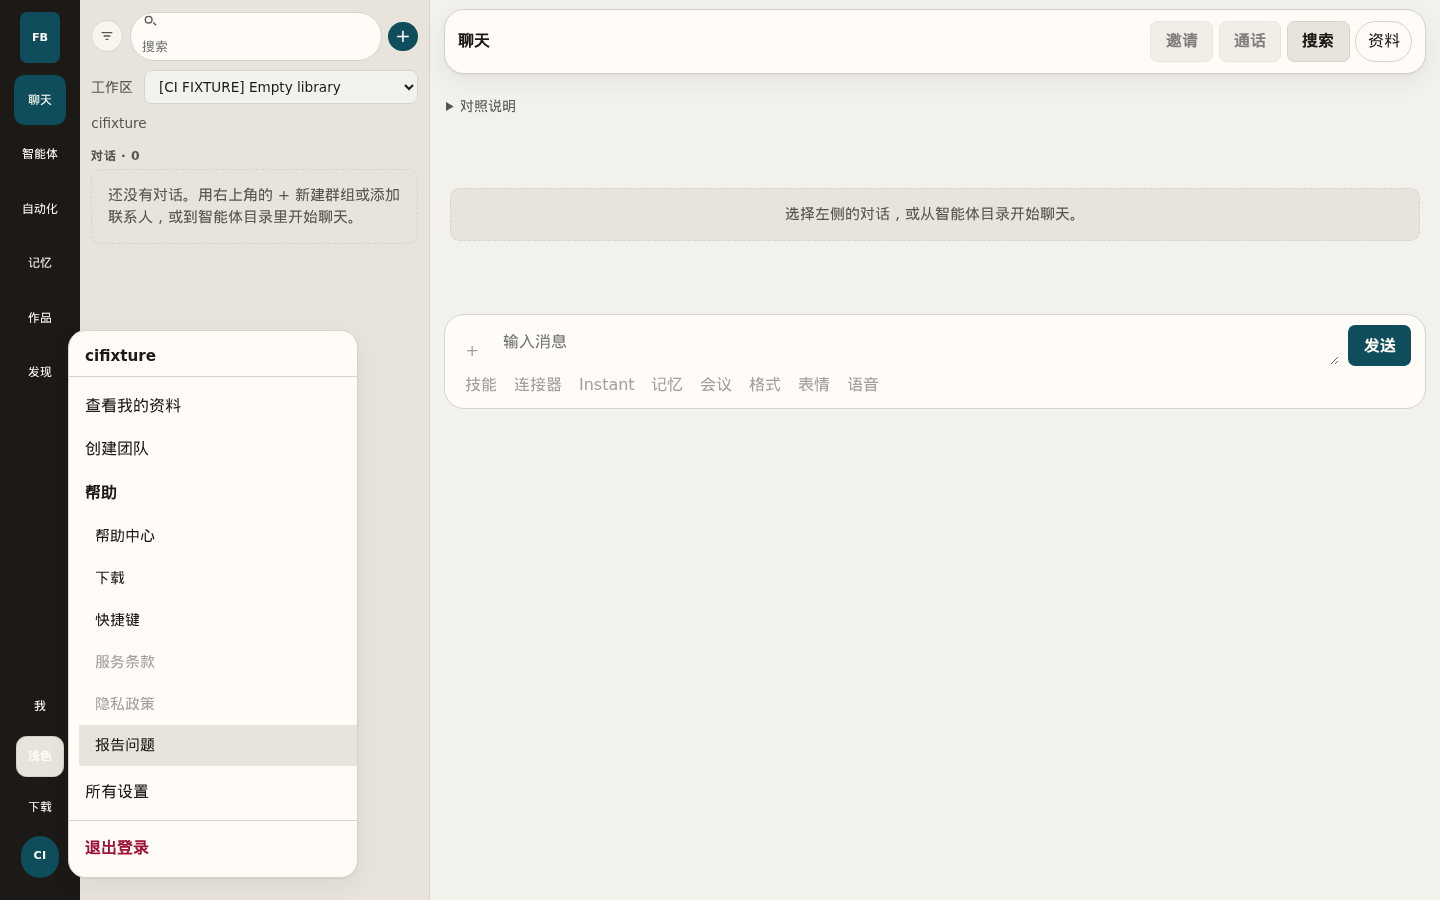 FB
聊天
智能体
自动化
记忆
作品
发现
我
浅色
下载
CI
搜索
+
工作区
[CI FIXTURE] Empty library
cifixture
对话 · 0
还没有对话。用右上角的 + 新建群组或添加
联系人，或到智能体目录里开始聊天。
cifixture
查看我的资料
创建团队
帮助
帮助中心
下载
快捷键
服务条款
隐私政策
报告问题
所有设置
退出登录
聊天
邀请
通话
搜索
资料
对照说明
选择左侧的对话，或从智能体目录开始聊天。
+
输入消息
发送
技能 连接器 Instant 记忆 会议 格式 表情 语音